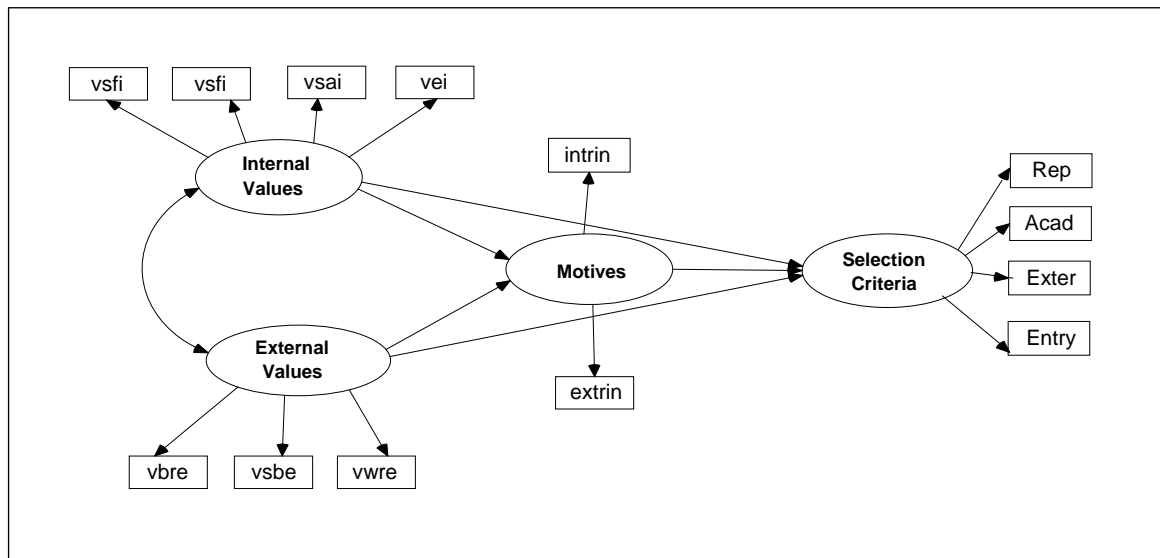 vsfi
vsfi
vsai
vei
Internal
Values
intrin
Rep
Acad
Motives
Selection
Criteria
Exter
External
Values
Entry
extrin
vbre
vsbe
vwre